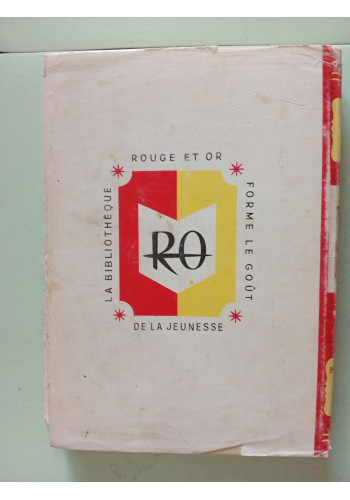 LA BIBLIOTHÈQUE
ROUGE ET OR
FORME LE GOÛT
DE LA JEUNESSE
RO